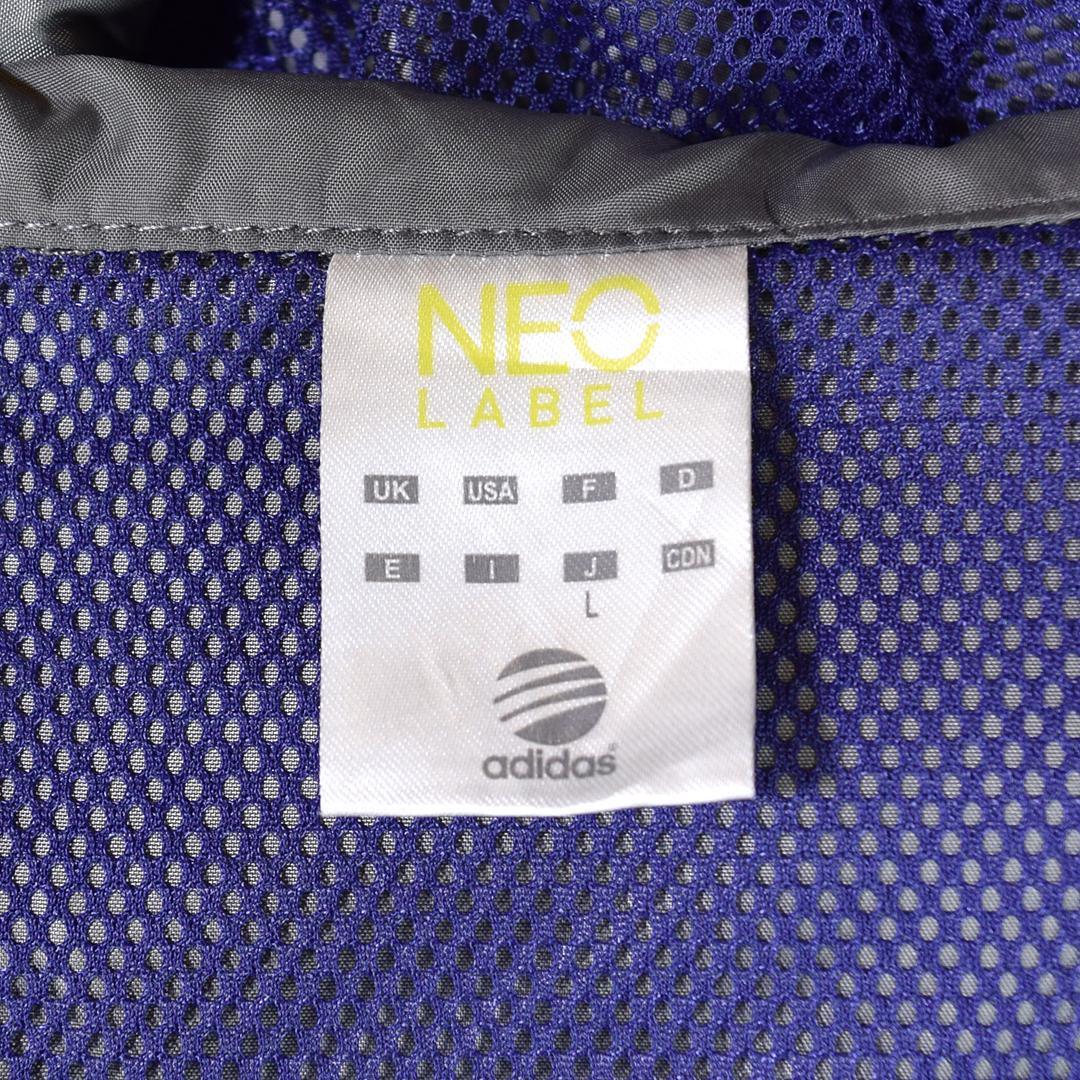 NEO
LABEL
UK USA F D
E I J CDN
L
adidas®